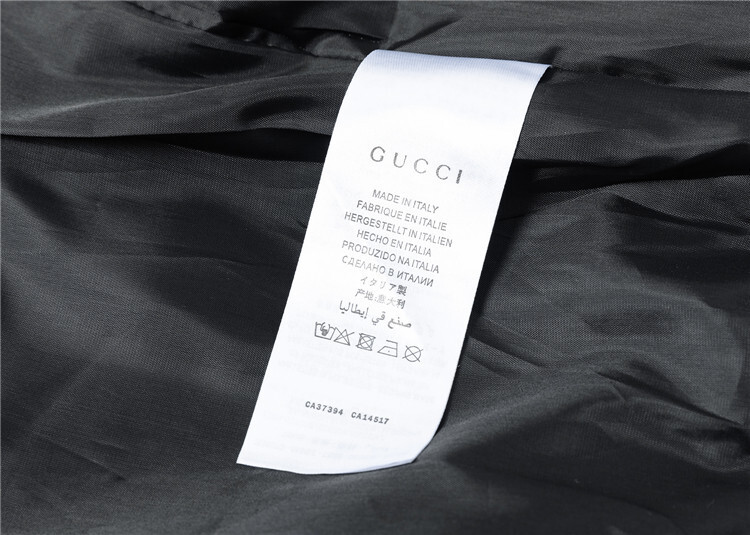 GUCCI
MADE IN ITALY
FABRIQUE EN ITALIE
HERGESTELLT IN ITALIEN
HECHO EN ITALIA
PRODUZIDO NA ITALIA
СДЕЛАНО В ИТАЛИИ
イタリア製
产地:意大利
صنع في إيطاليا
CA37394 CA14517